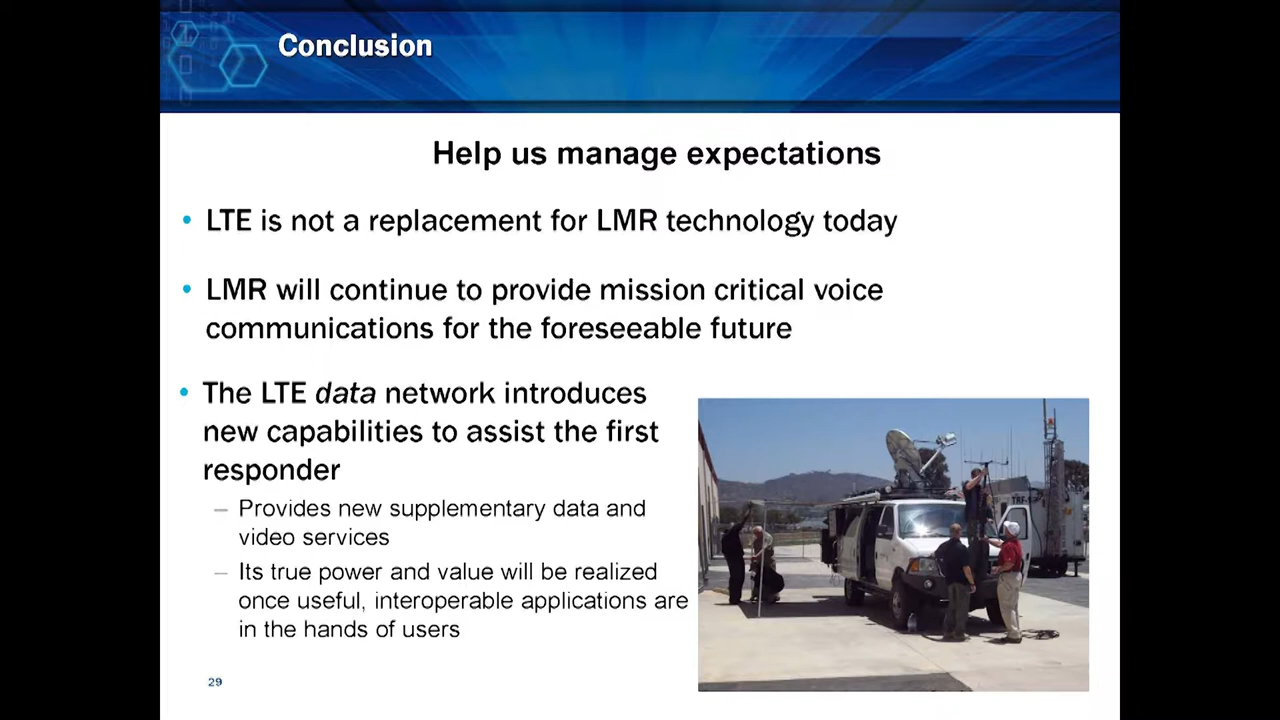 Conclusion
Help us manage expectations
• LTE is not a replacement for LMR technology today
• LMR will continue to provide mission critical voice
communications for the foreseeable future
• The LTE data network introduces
new capabilities to assist the first
responder
– Provides new supplementary data and
video services
– Its true power and value will be realized
once useful, interoperable applications are
in the hands of users
29